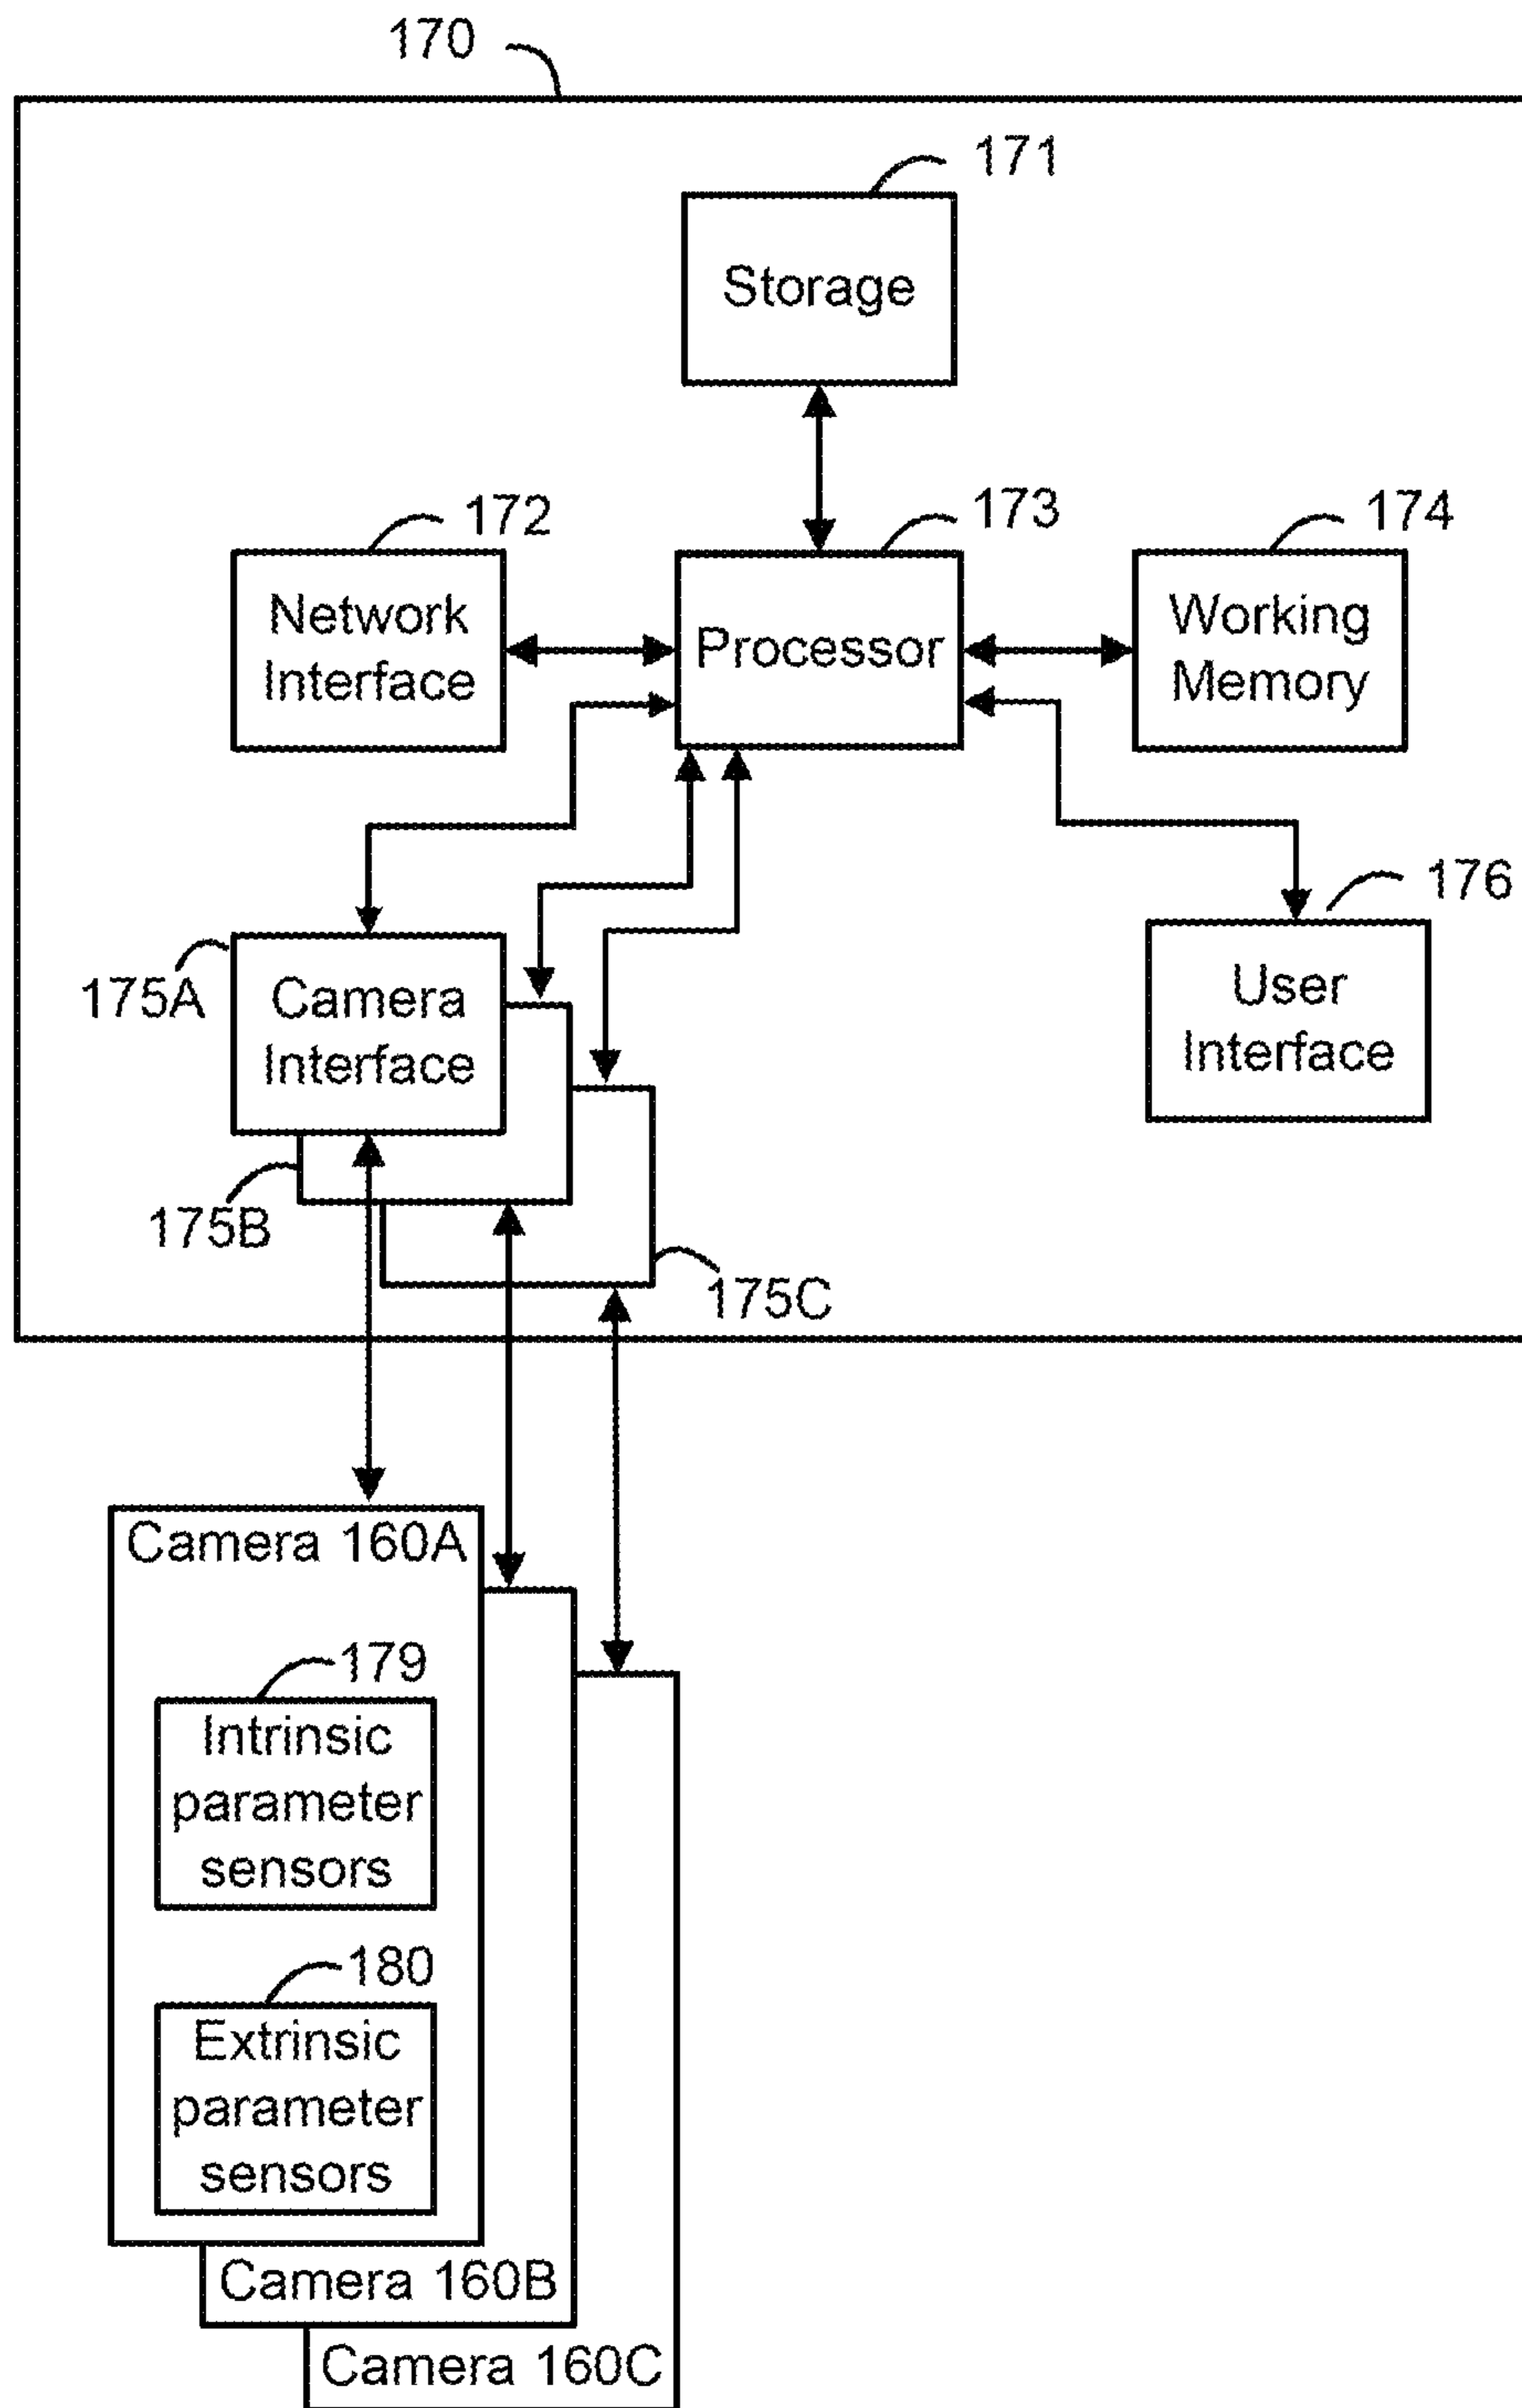 170
171
Storage
172
173
174
Network
Interface
Processor
Working
Memory
176
175A
Camera
Interface
User
Interface
175B
175C
Camera 160A
179
Intrinsic
parameter
sensors
180
Extrinsic
parameter
sensors
Camera 160B
Camera 160C